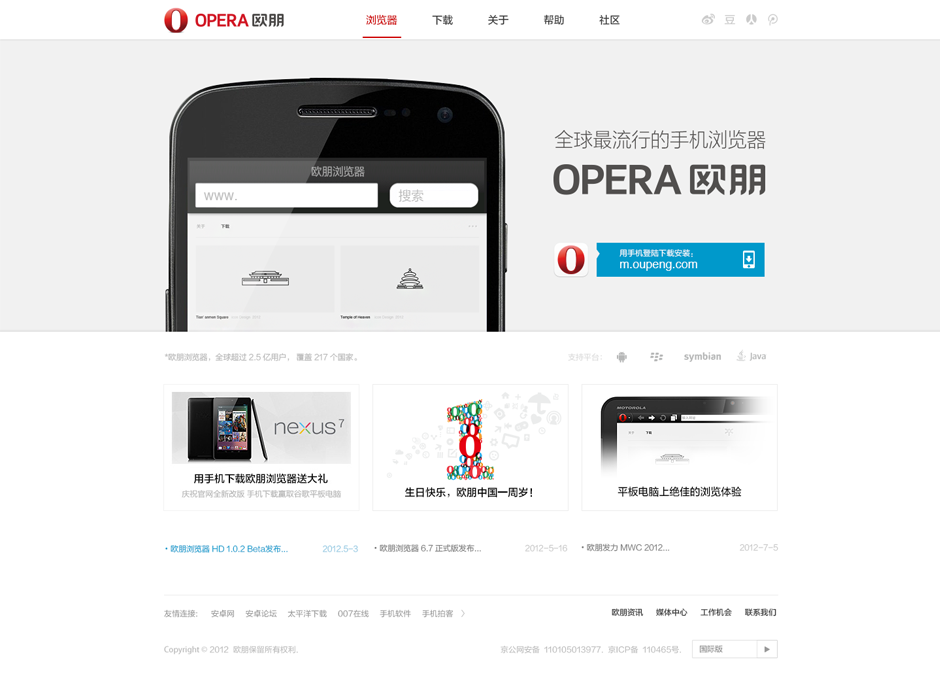 OPERA 欧朋
浏览器 下载 关于 帮助 社区
欧朋浏览器
www. 搜索
下载
Temple of Heaven
全球最流行的手机浏览器
OPERA 欧朋
用手机登陆下载安装:
m.oupeng.com
*欧朋浏览器，全球超过 2.5 亿用户， 覆盖 217 个国家。
支持平台: symbian Java
nexus 7
用手机下载欧朋浏览器送大礼
庆祝官网全新改版 手机下载赢取谷歌平板电脑
生日快乐，欧朋中国一周岁！
MOTOROLA
下载
平板电脑上绝佳的浏览体验
· 欧朋浏览器 HD 1.0.2 Beta发布... 2012.5-3
· 欧朋浏览器 6.7 正式版发布... 2012-5-16
· 欧朋发力 MWC 2012... 2012-7-5
友情连接: 安卓网 安卓论坛 太平洋下载 007在线 手机软件 手机拍客 >
欧朋资讯 媒体中心 工作机会 联系我们
Copyright © 2012 欧朋保留所有权利.
京公网安备 110105013977. 京ICP备 110465号.
国际版